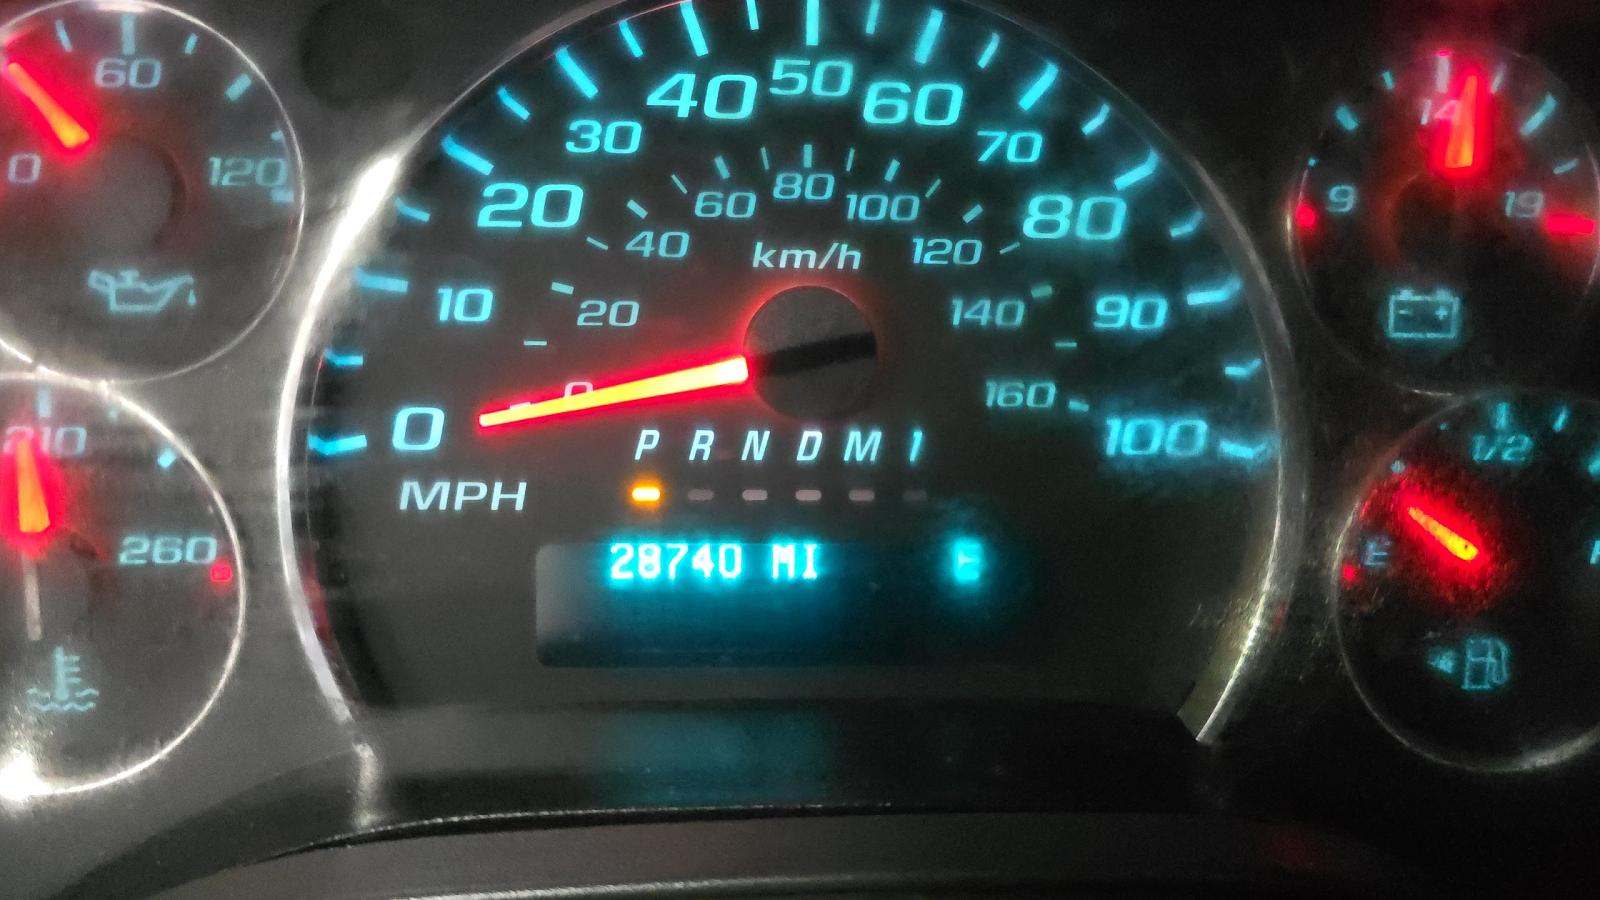 0 60 120
210 260
0 10 20 30 40 50 60 70 80 90 100
MPH
0 20 40 60 80 100 120 140 160
km/h
P R N D M 1
28740 MI E
9 14 19
- +
E 1/2